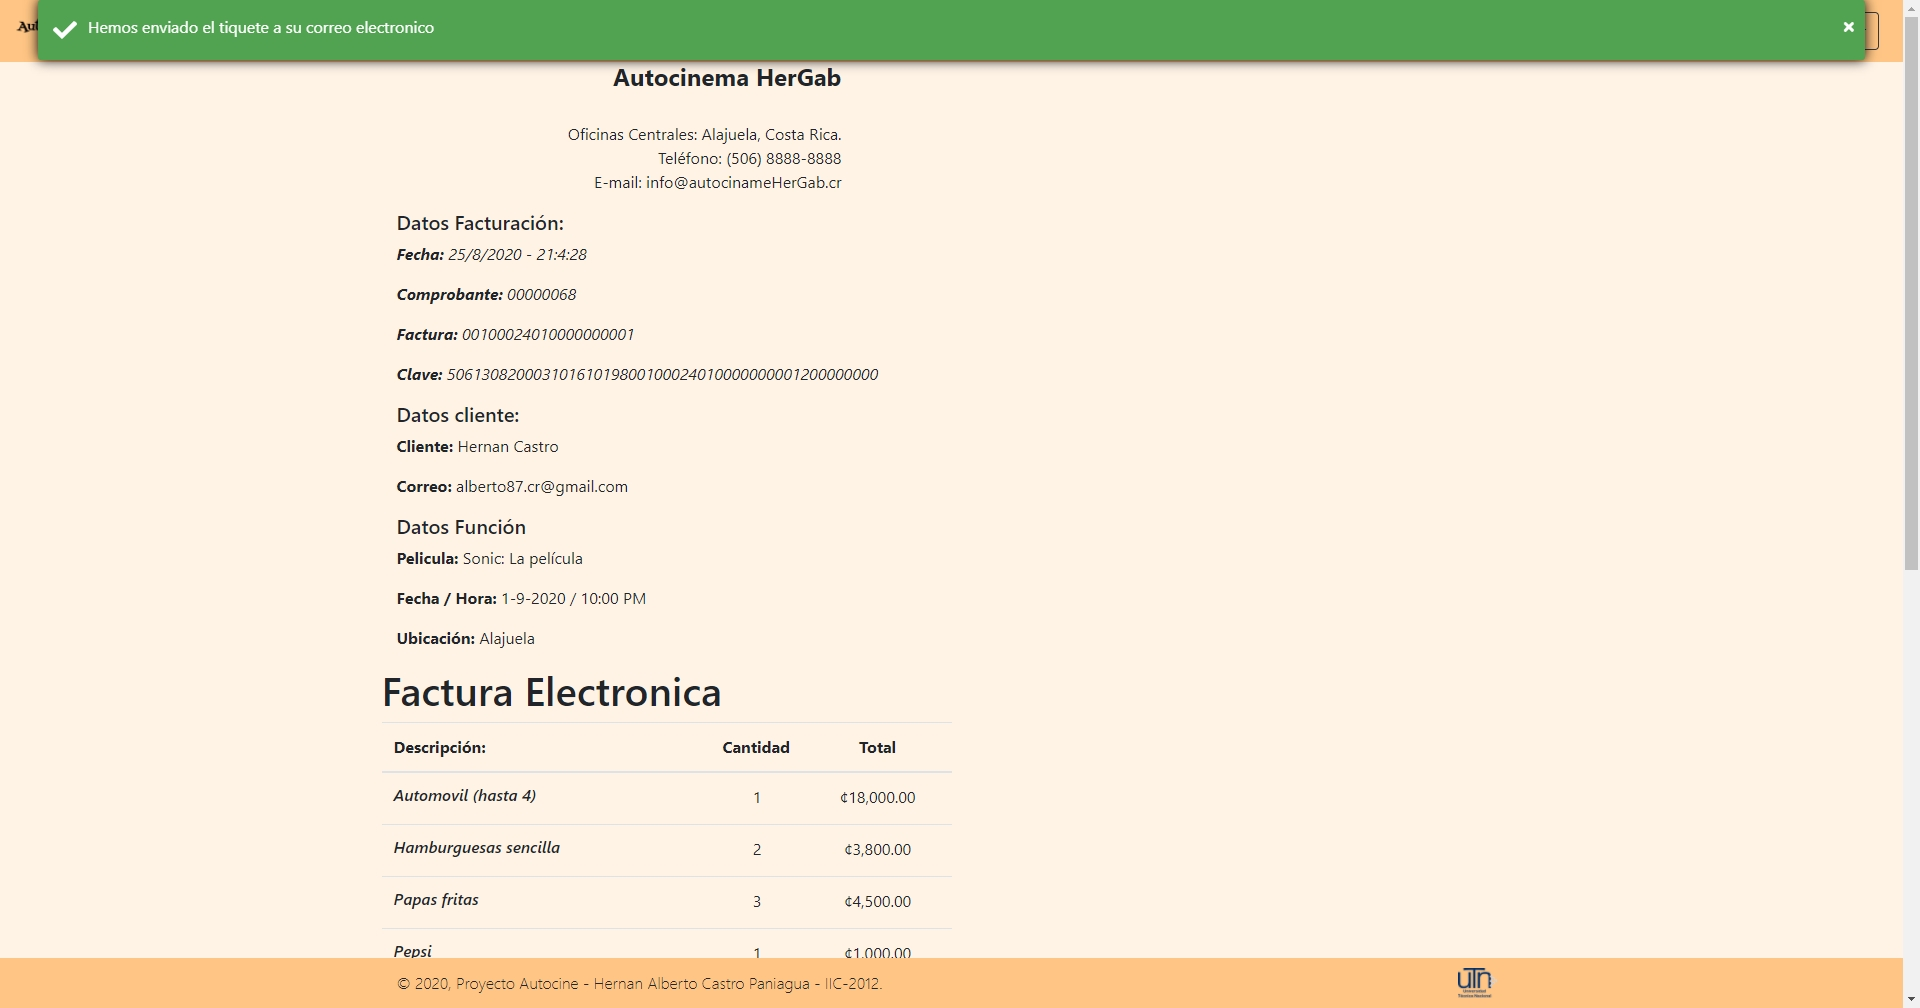 Aut
Hemos enviado el tiquete a su correo electronico
×
Autocinema HerGab
Oficinas Centrales: Alajuela, Costa Rica.
Teléfono: (506) 8888-8888
E-mail: info@autocinameHerGab.cr
Datos Facturación:
Fecha: 25/8/2020 - 21:4:28
Comprobante: 00000068
Factura: 00100024010000000001
Clave: 50613082000310161019800100024010000000001200000000
Datos cliente:
Cliente: Hernan Castro
Correo: alberto87.cr@gmail.com
Datos Función
Pelicula: Sonic: La película
Fecha / Hora: 1-9-2020 / 10:00 PM
Ubicación: Alajuela
Factura Electronica
Descripción: Cantidad Total
Automovil (hasta 4) 1 ¢18,000.00
Hamburguesas sencilla 2 ¢3,800.00
Papas fritas 3 ¢4,500.00
Pepsi 1 ¢1,000.00
© 2020, Proyecto Autocine - Hernan Alberto Castro Paniagua - IIC-2012.
uTn
Universidad
Técnica Nacional